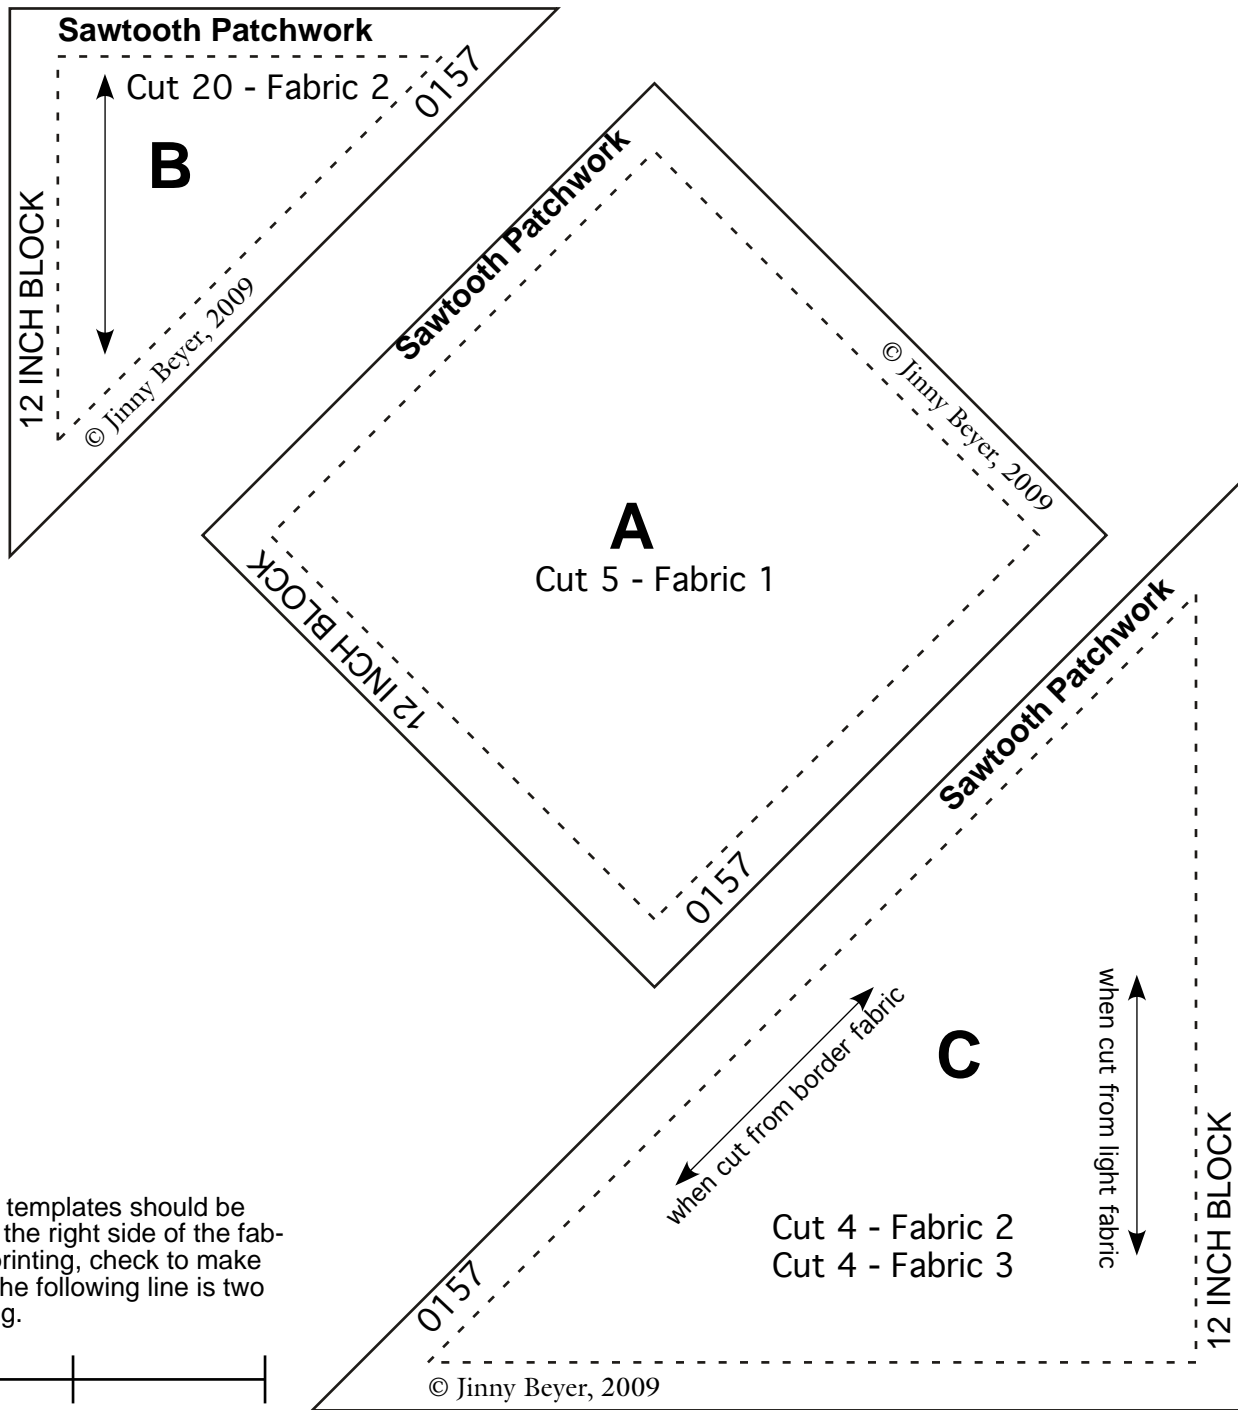 Sawtooth Patchwork
Cut 20 - Fabric 2
0157
B
12 INCH BLOCK
© Jinny Beyer, 2009
Sawtooth Patchwork
© Jinny Beyer, 2009
A
Cut 5 - Fabric 1
12 INCH BLOCK
0157
Sawtooth Patchwork
C
when cut from border fabric
when cut from light fabric
Cut 4 - Fabric 2
Cut 4 - Fabric 3
12 INCH BLOCK
0157
© Jinny Beyer, 2009
templates should be
the right side of the fab-
printing, check to make
he following line is two
g.